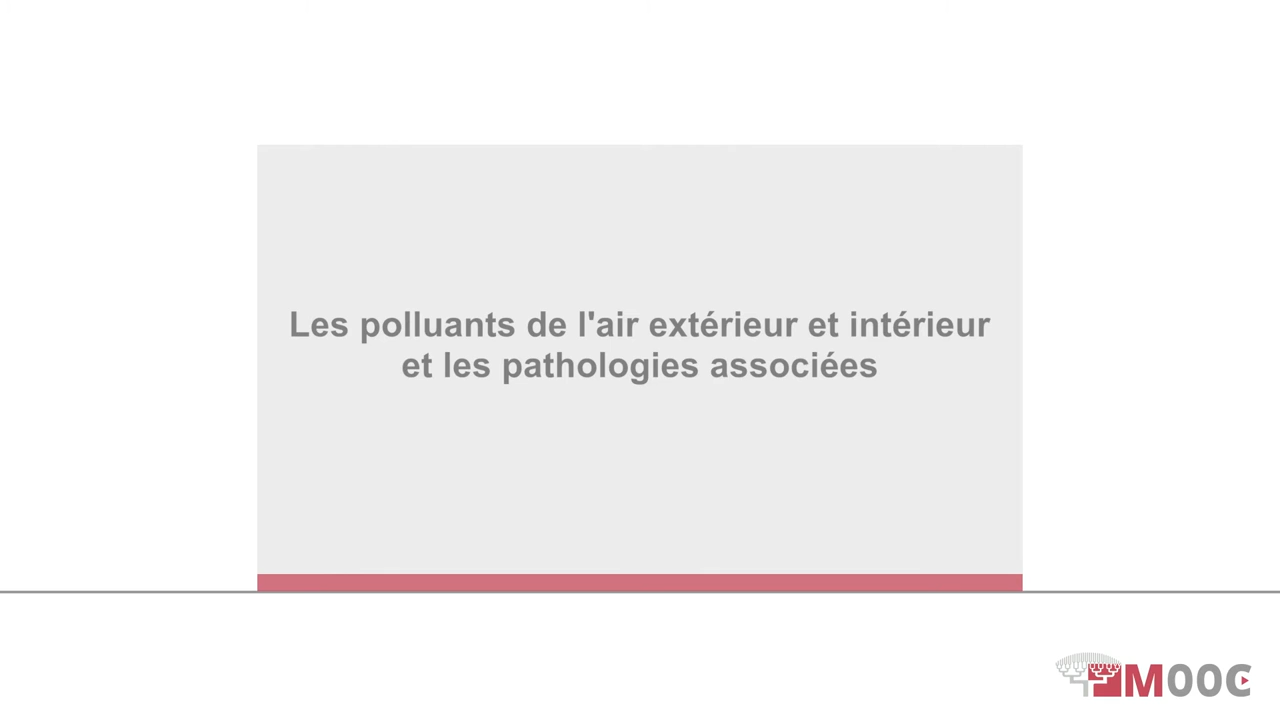 Les polluants de l'air extérieur et intérieur
et les pathologies associées
MOOC